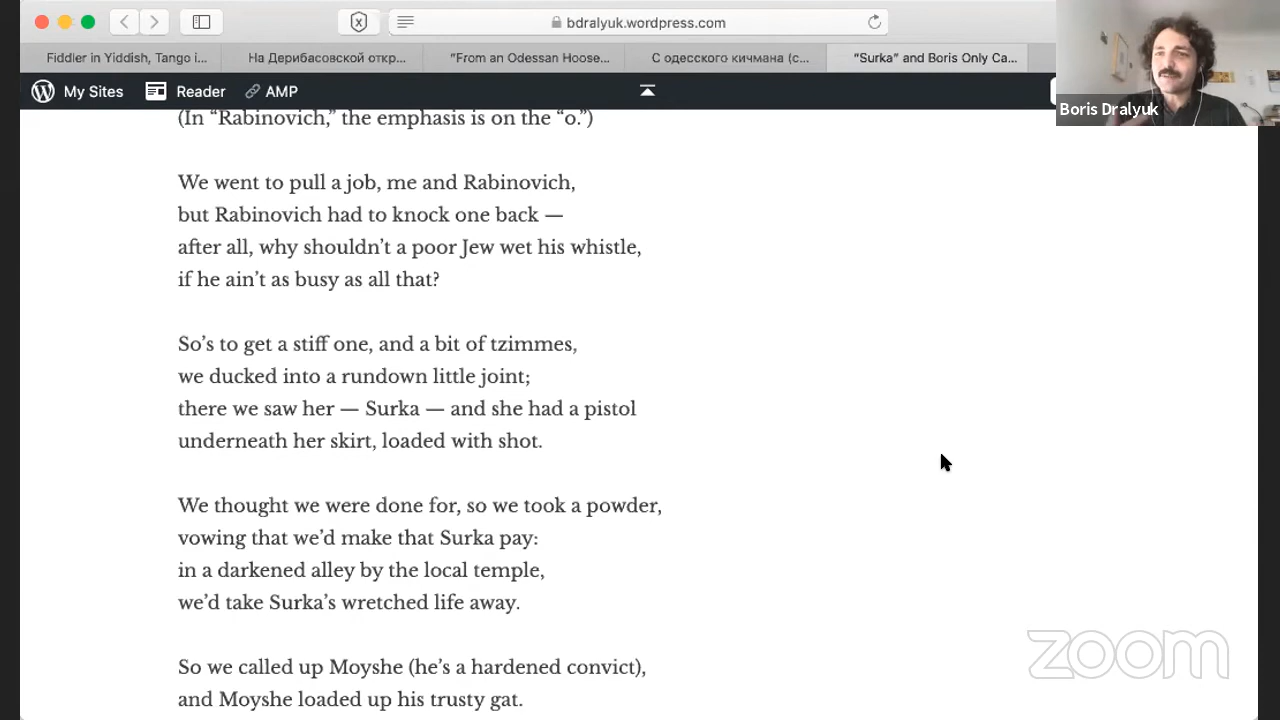 bdralyuk.wordpress.com
Fiddler in Yiddish, Tango i...
На Дерибасовской откр...
“From an Odessan Hoose...
С одесского кичмана (с...
“Surka” and Boris Only Ca...
My Sites
Reader
AMP
Boris Dralyuk
(In “Rabinovich,” the emphasis is on the “o.”)
We went to pull a job, me and Rabinovich,
but Rabinovich had to knock one back —
after all, why shouldn’t a poor Jew wet his whistle,
if he ain’t as busy as all that?
So’s to get a stiff one, and a bit of tzimmes,
we ducked into a rundown little joint;
there we saw her — Surka — and she had a pistol
underneath her skirt, loaded with shot.
We thought we were done for, so we took a powder,
vowing that we’d make that Surka pay:
in a darkened alley by the local temple,
we’d take Surka’s wretched life away.
So we called up Moyshe (he’s a hardened convict),
and Moyshe loaded up his trusty gat.
zoom